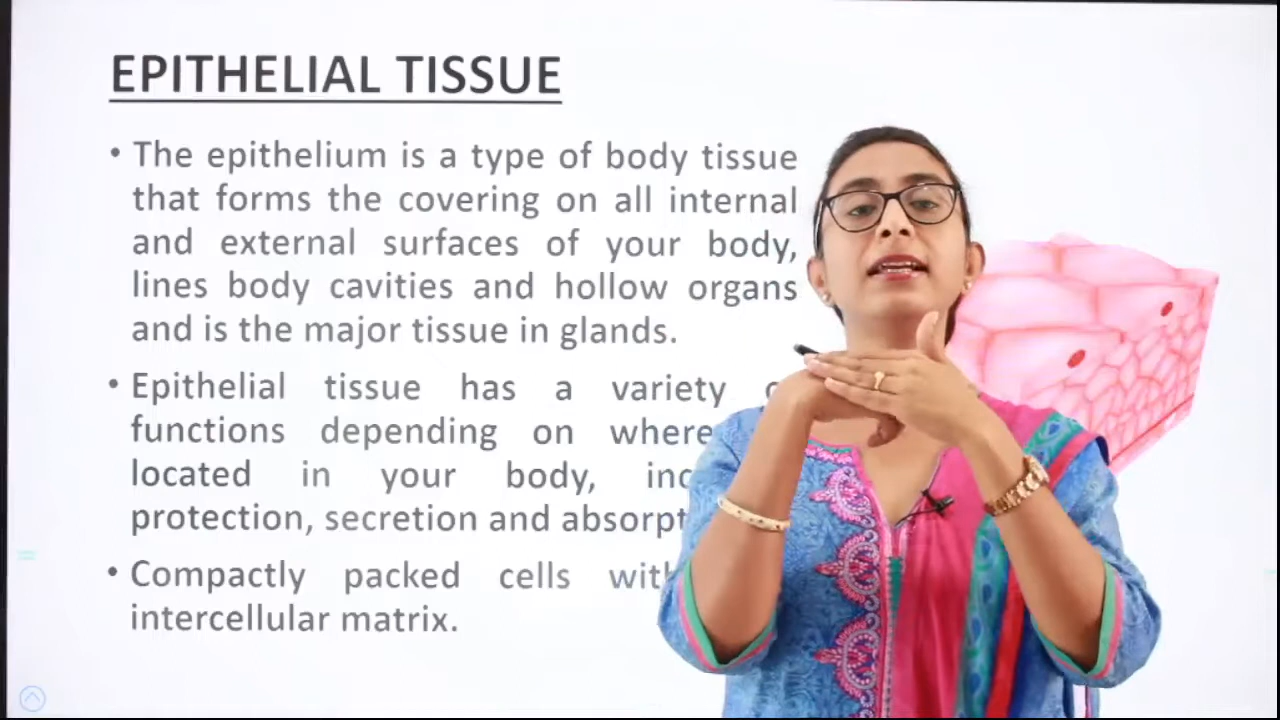 EPITHELIAL TISSUE
• The epithelium is a type of body tissue
that forms the covering on all internal
and external surfaces of your body,
lines body cavities and hollow organs
and is the major tissue in glands.
• Epithelial tissue has a variety
functions depending on where
located in your body,
protection, secretion and
• Compactly packed cells
intercellular matrix.